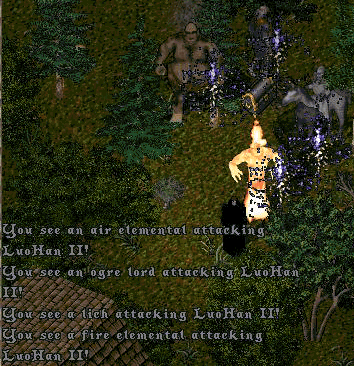 You see an air elemental attacking
LuoHan II!
You see an ogre lord attacking LuoHan
II!
You see a lich attacking LuoHan II!
You see a fire elemental attacking
LuoHan II!